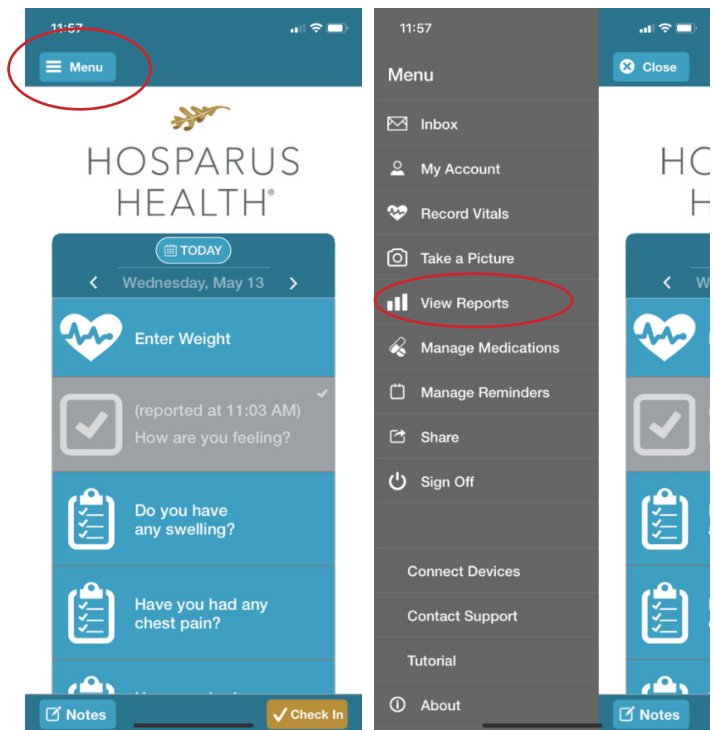 11:57
Menu
HOSPARUS
HEALTH®
TODAY
Wednesday, May 13
Enter Weight
(reported at 11:03 AM)
How are you feeling?
Do you have
any swelling?
Have you had any
chest pain?
Notes
Check In
11:57
Menu
Inbox
My Account
Record Vitals
Take a Picture
View Reports
Manage Medications
Manage Reminders
Share
Sign Off
Connect Devices
Contact Support
Tutorial
About
Close
HO
H
W
Notes